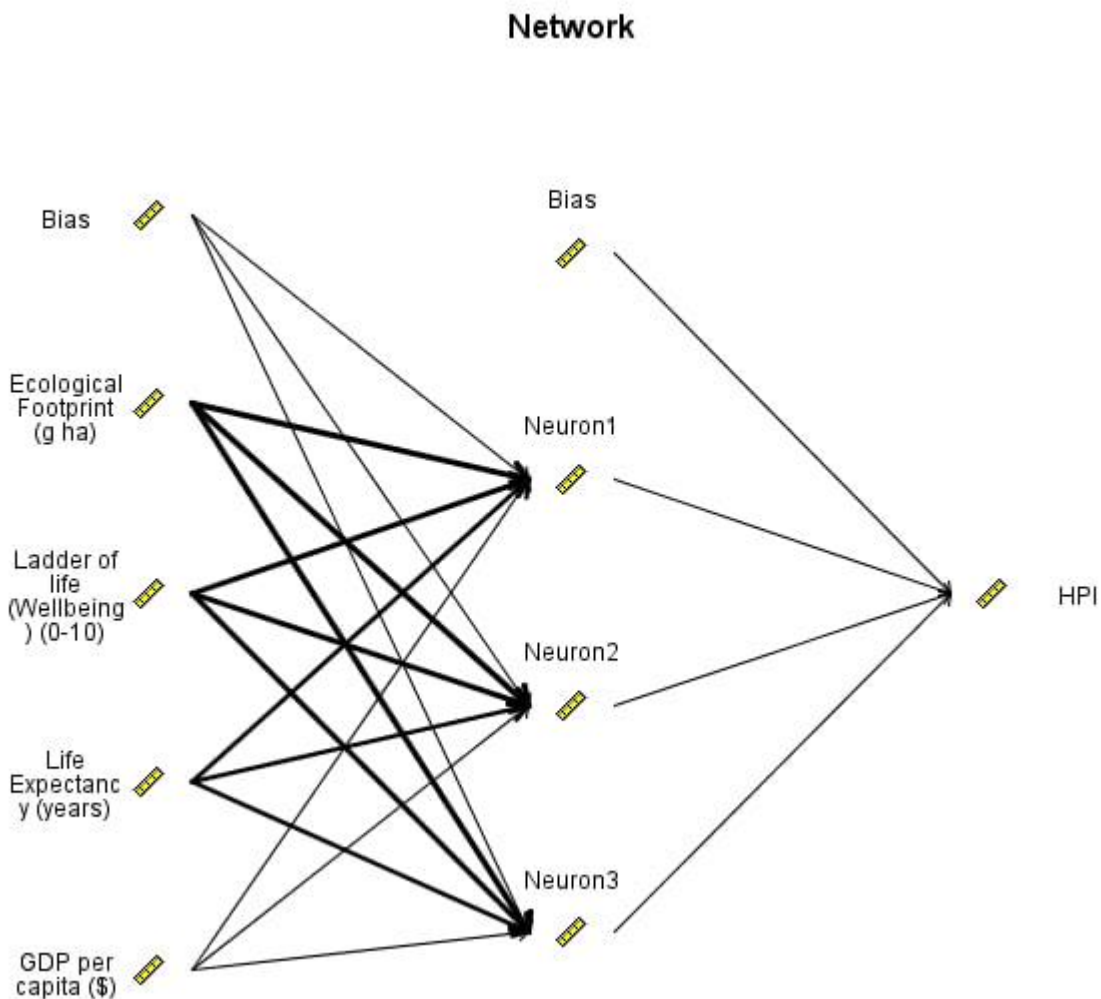 Network
Bias
Ecological
Footprint
(g ha)
Ladder of
life
(Wellbeing
) (0-10)
Life
Expectanc
y (years)
GDP per
capita ($)
Bias
Neuron1
Neuron2
Neuron3
HPI